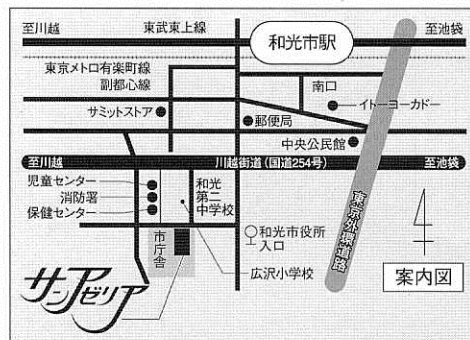 至川越
東武東上線
至池袋
和光市駅
東京メトロ有楽町線
副都心線
南口
サミットストア
イトーヨーカドー
郵便局
中央公民館
至川越
川越街道(国道254号)
至池袋
児童センター
消防署
保健センター
和光
第二
中学校
東京外環道路
市庁舎
和光市役所
入口
広沢小学校
サンアゼリア
案内図